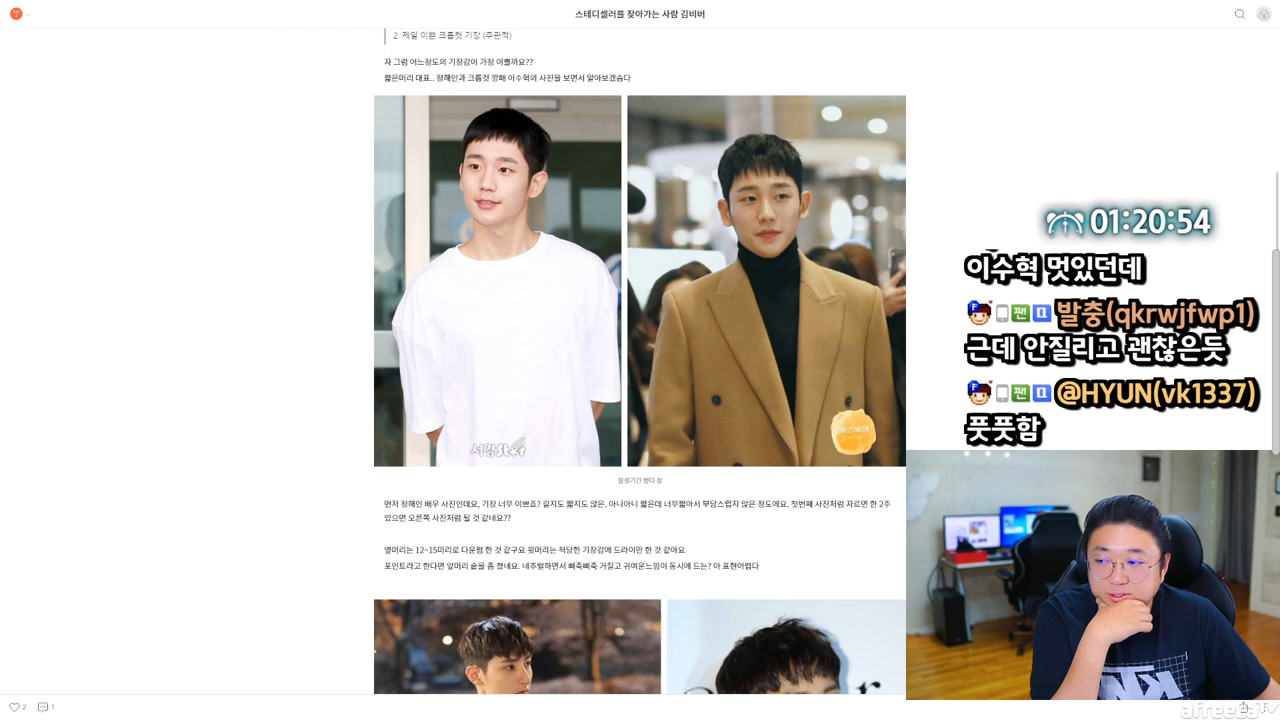 스테디셀러를 찾아가는 사람 김비버
2. 제일 이쁜 크롭컷 기장 (주관적)
자 그럼 어느정도의 기장감이 가장 이쁠까요??
짧은머리 대표.. 정해인과 크롭컷 깡패 이수혁의 사진을 보면서 알아보겠슴다
서경
잘생기긴 했다 참
먼저 정해인 배우 사진인데요, 기장 너무 이쁘죠? 길지도 짧지도 않은. 아니아니 짧은데 너무짧아서 부담스럽지 않은 정도에요. 첫번째 사진처럼 자르면 한 2주
있으면 오른쪽 사진처럼 될 것 같네요??
옆머리는 12~15미리로 다운펌 한 것 같구요 윗머리는 적당한 기장감에 드라이만 한 것 같아요
포인트라고 한다면 앞머리 숱을 좀 쳤네요. 네추럴하면서 삐죽삐죽 거칠고 귀여운느낌이 동시에 드는? 아 표현어렵다
01:20:54
이수혁 멋있던데
발충(qkrwjfwp1)
근데 안질리고 괜찮은듯
@HYUN(vk1337)
풋풋함
2
1
afreecaTV